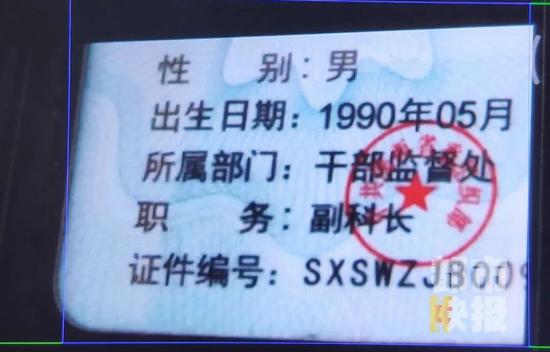 性 别：男
出生日期：1990年05月
所属部门：干部监督处
职 务：副科长
证件编号：SXSWZJB009
快报